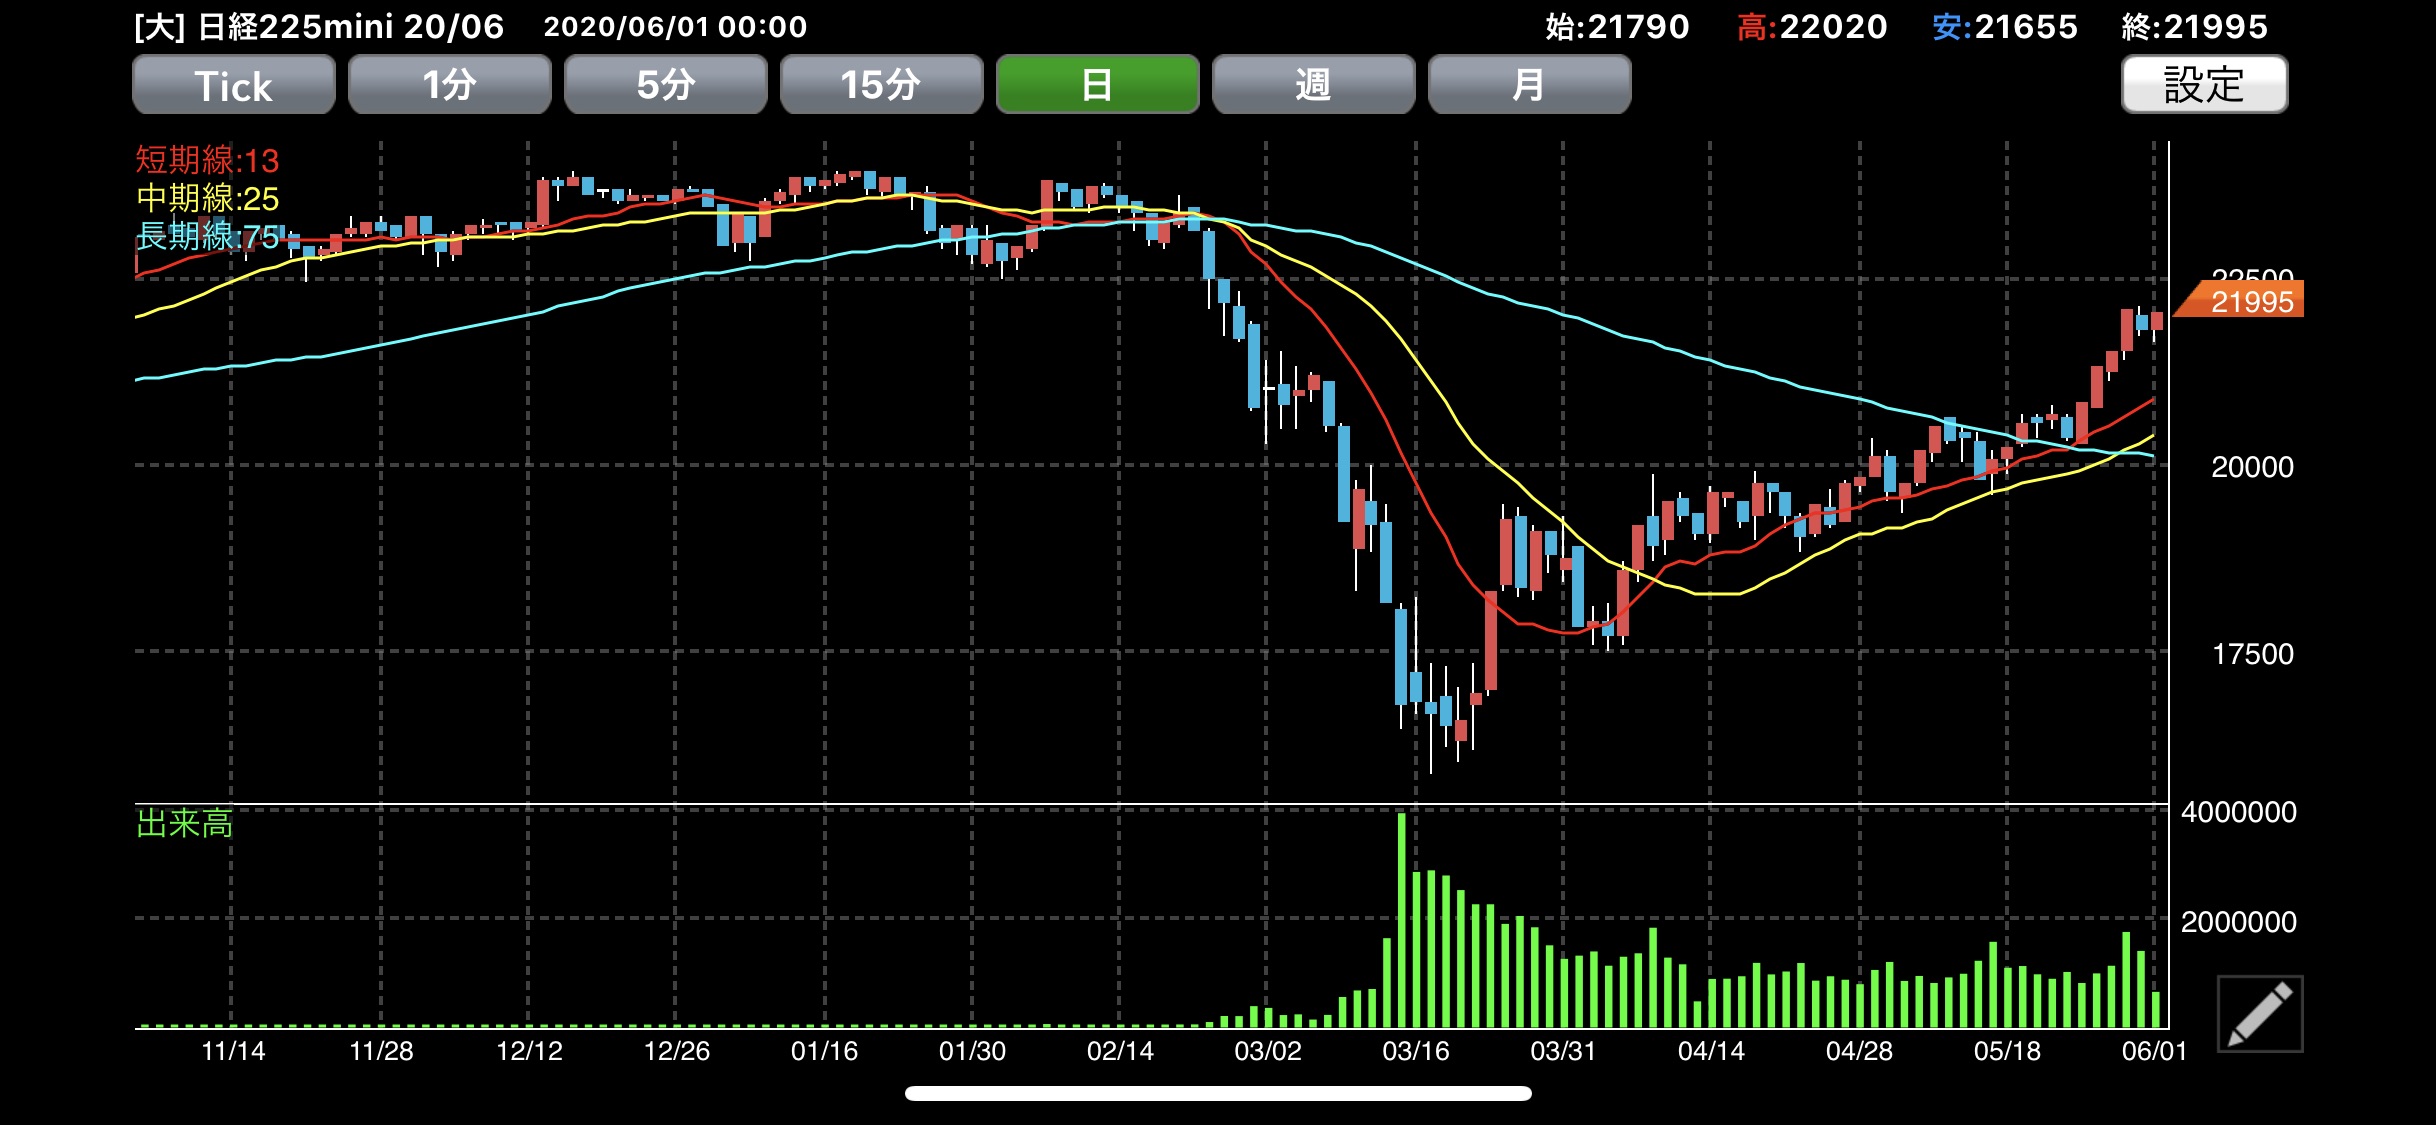 [大] 日経225mini 20/06 2020/06/01 00:00 始:21790 高:22020 安:21655 終:21995
Tick 1分 5分 15分 日 週 月 設定
短期線:13
中期線:25
長期線:75
22500
21995
20000
17500
出来高
4000000
2000000
11/14 11/28 12/12 12/26 01/16 01/30 02/14 03/02 03/16 03/31 04/14 04/28 05/18 06/01